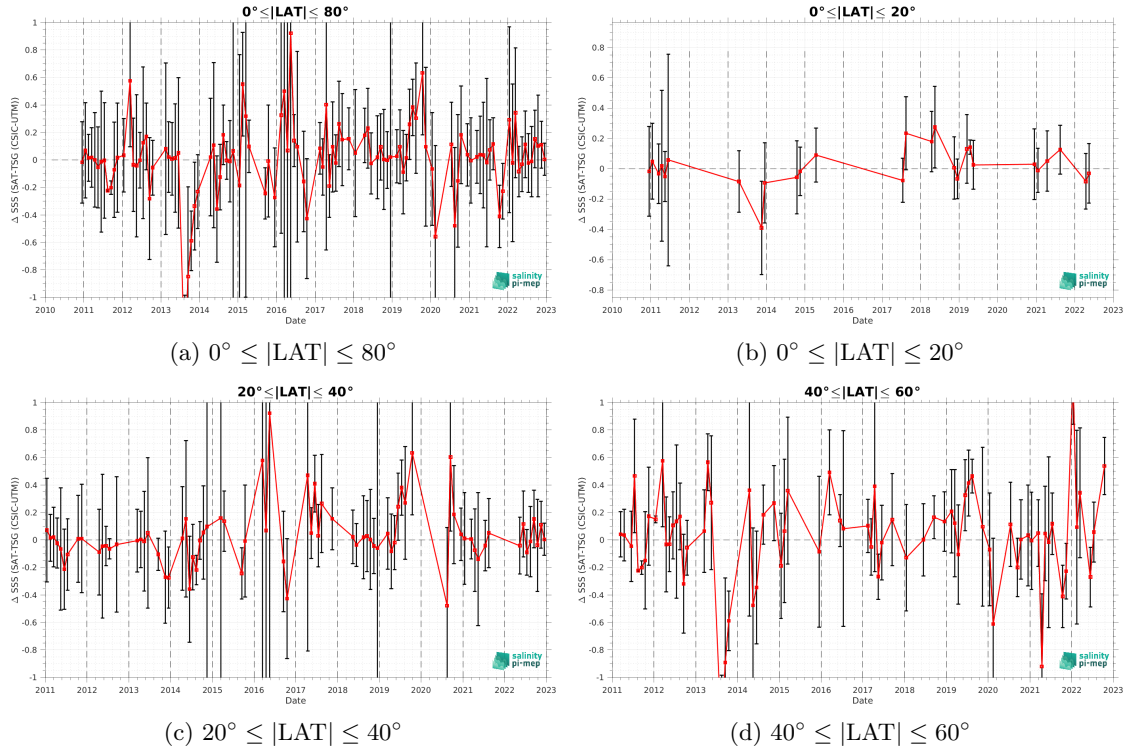 0°≤|LAT|≤ 80°
Δ SSS (SAT-TSG (CSIC-UTM))
1
0.8
0.6
0.4
0.2
0
-0.2
-0.4
-0.6
-0.8
-1
2010 2011 2012 2013 2014 2015 2016 2017 2018 2019 2020 2021 2022 2023
Date
salinity
pi-mep
(a) 0° ≤ |LAT| ≤ 80°
0°≤|LAT|≤ 20°
Δ SSS (SAT-TSG (CSIC-UTM))
0.8
0.6
0.4
0.2
0
-0.2
-0.4
-0.6
-0.8
2010 2011 2012 2013 2014 2015 2016 2017 2018 2019 2020 2021 2022 2023
Date
salinity
pi-mep
(b) 0° ≤ |LAT| ≤ 20°
20°≤|LAT|≤ 40°
Δ SSS (SAT-TSG (CSIC-UTM))
1
0.8
0.6
0.4
0.2
0
-0.2
-0.4
-0.6
-0.8
-1
2011 2012 2013 2014 2015 2016 2017 2018 2019 2020 2021 2022 2023
Date
salinity
pi-mep
(c) 20° ≤ |LAT| ≤ 40°
40°≤|LAT|≤ 60°
Δ SSS (SAT-TSG (CSIC-UTM))
1
0.8
0.6
0.4
0.2
0
-0.2
-0.4
-0.6
-0.8
-1
2011 2012 2013 2014 2015 2016 2017 2018 2019 2020 2021 2022 2023
Date
salinity
pi-mep
(d) 40° ≤ |LAT| ≤ 60°